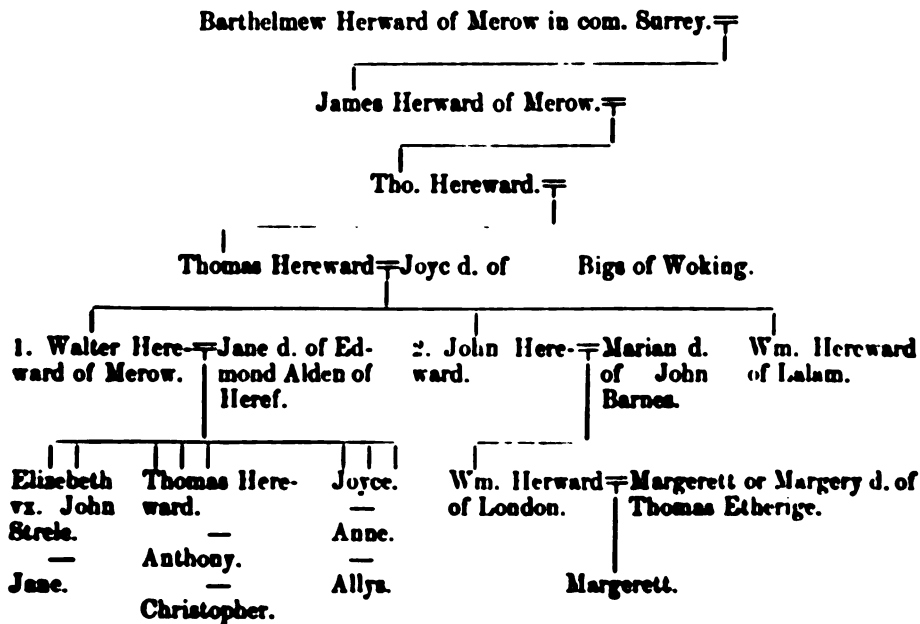 Barthelmew Herward of Merow in com. Surrey.
James Herward of Merow.
Tho. Hereward.
Thomas Hereward Joyc d. of Rigs of Woking.
1. Walter Here-
ward of Merow.
Jane d. of Ed-
mond Alden of
Heref.
2. John Here-
ward.
Marian d.
of John
Barnes.
Wm. Hereward
of Lalam.
Elizebeth
vx. John
Strele.
—
Jane.
Thomas Here-
ward.
—
Anthony.
—
Christopher.
Joyce.
—
Anne.
—
Allys.
Wm. Herward
of London.
Margerett or Margery d. of
Thomas Etherige.
Margerett.